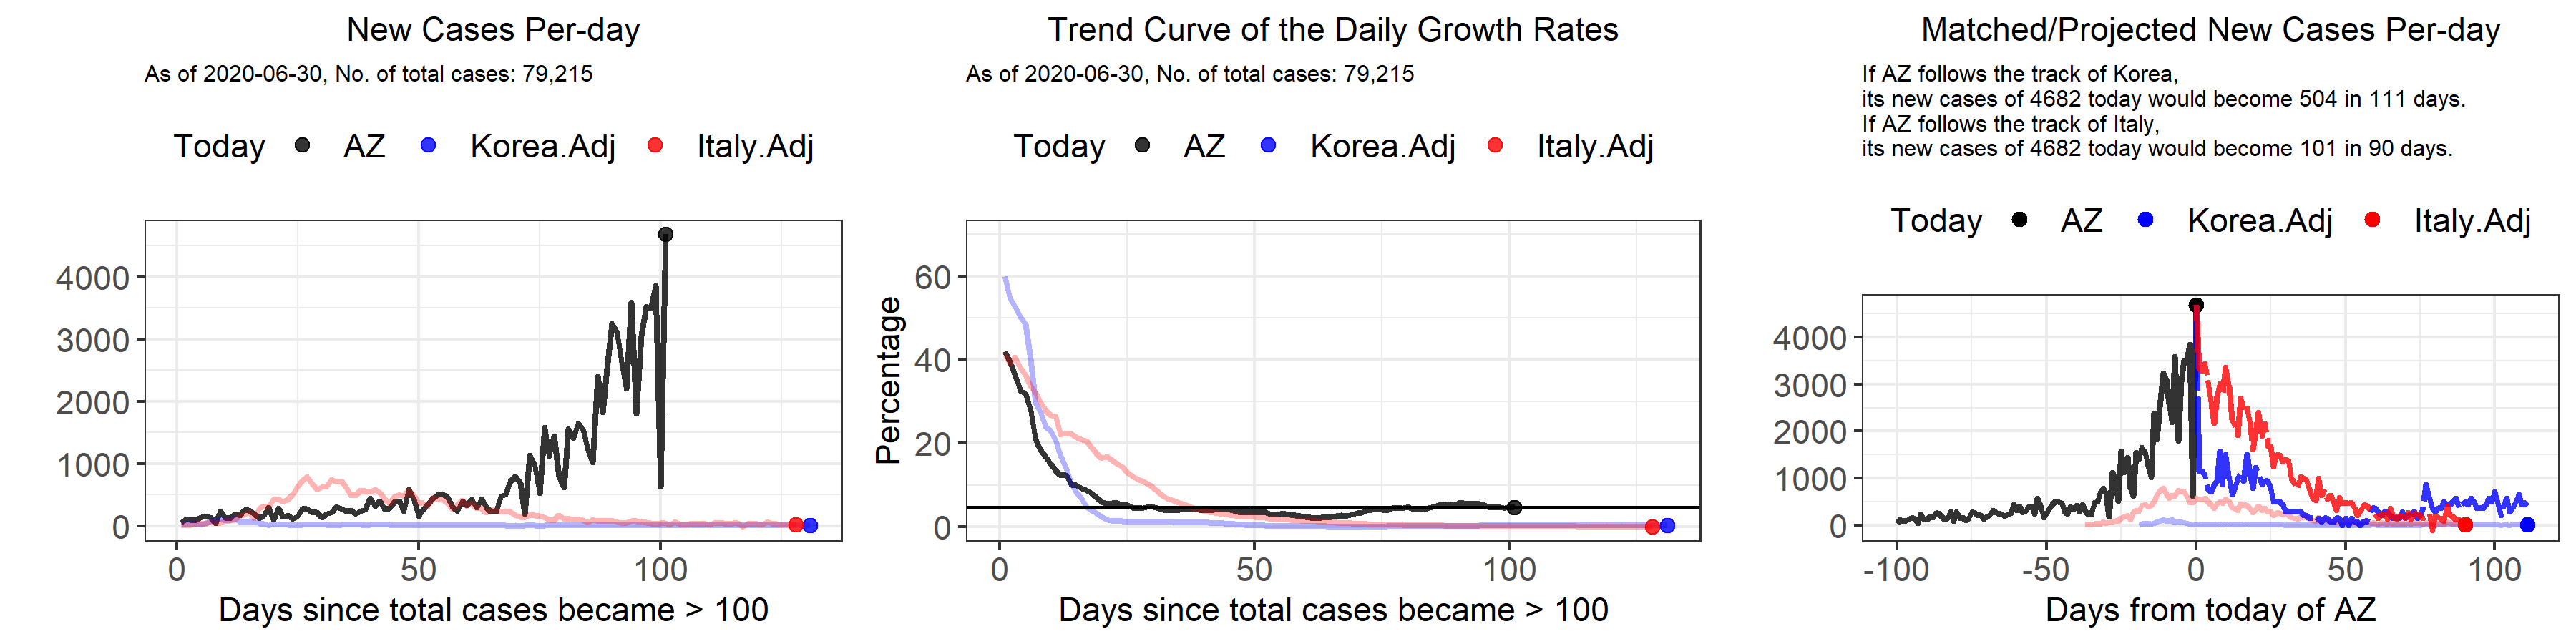 New Cases Per-day
As of 2020-06-30, No. of total cases: 79,215
Today AZ Korea.Adj Italy.Adj
4000
3000
2000
1000
0
0 50 100
Days since total cases became > 100
Trend Curve of the Daily Growth Rates
As of 2020-06-30, No. of total cases: 79,215
Today AZ Korea.Adj Italy.Adj
Percentage
60
40
20
0
0 50 100
Days since total cases became > 100
Matched/Projected New Cases Per-day
If AZ follows the track of Korea,
its new cases of 4682 today would become 504 in 111 days.
If AZ follows the track of Italy,
its new cases of 4682 today would become 101 in 90 days.
Today AZ Korea.Adj Italy.Adj
4000
3000
2000
1000
0
-100 -50 0 50 100
Days from today of AZ